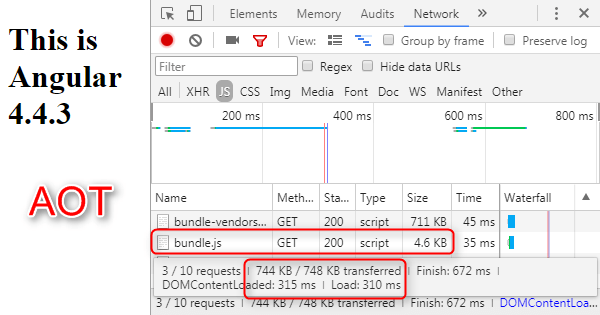 This is
Angular
4.4.3
AOT
Elements Memory Audits Network »
View: Group by frame Preserve log
Filter Regex Hide data URLs
All XHR JS CSS Img Media Font Doc WS Manifest Other
200 ms 400 ms 600 ms 800 ms
Name Meth... Sta... Type Size Time Waterfall
bundle-vendors... GET 200 script 711 KB 45 ms
bundle.js GET 200 script 4.6 KB 35 ms
3 / 10 requests | 744 KB / 748 KB transferred | Finish: 672 ms |
DOMContentLoaded: 315 ms | Load: 310 ms
3 / 10 requests | 744 KB / 748 KB transferred | Finish: 672 ms | DOMContentLoa...